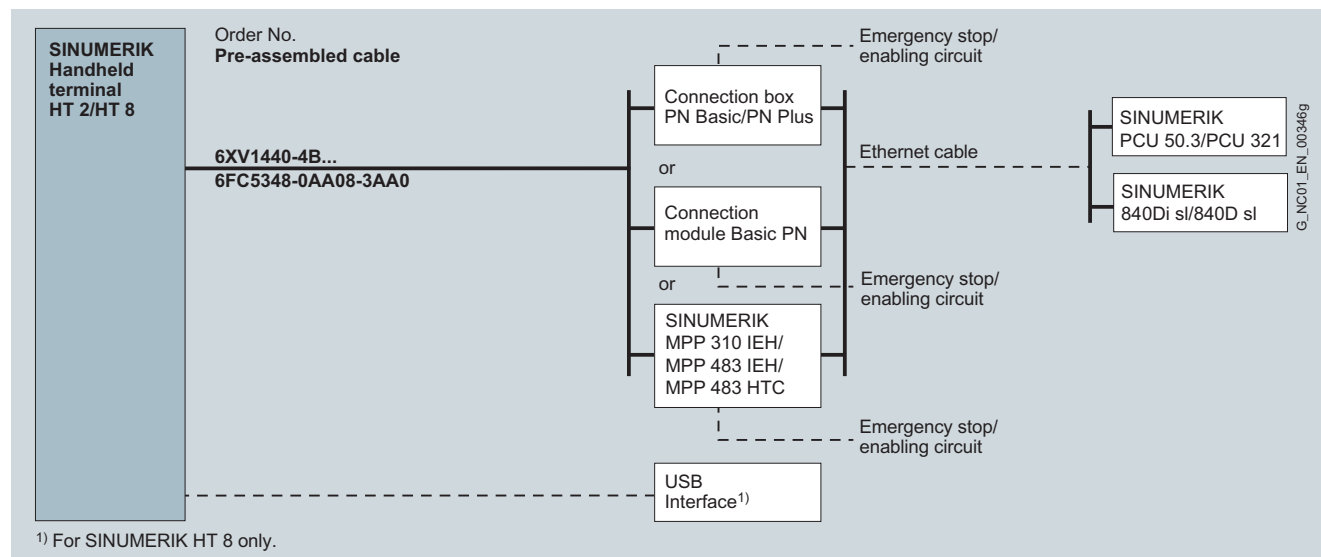 SINUMERIK
Handheld
terminal
HT 2/HT 8
Order No.
Pre-assembled cable
6XV1440-4B...
6FC5348-0AA08-3AA0
Emergency stop/
enabling circuit
Connection box
PN Basic/PN Plus
or
Connection
module Basic PN
or
Emergency stop/
enabling circuit
SINUMERIK
MPP 310 IEH/
MPP 483 IEH/
MPP 483 HTC
Emergency stop/
enabling circuit
USB
Interface1)
Ethernet cable
SINUMERIK
PCU 50.3/PCU 321
SINUMERIK
840Di sl/840D sl
G_NC01_EN_00346g
1) For SINUMERIK HT 8 only.